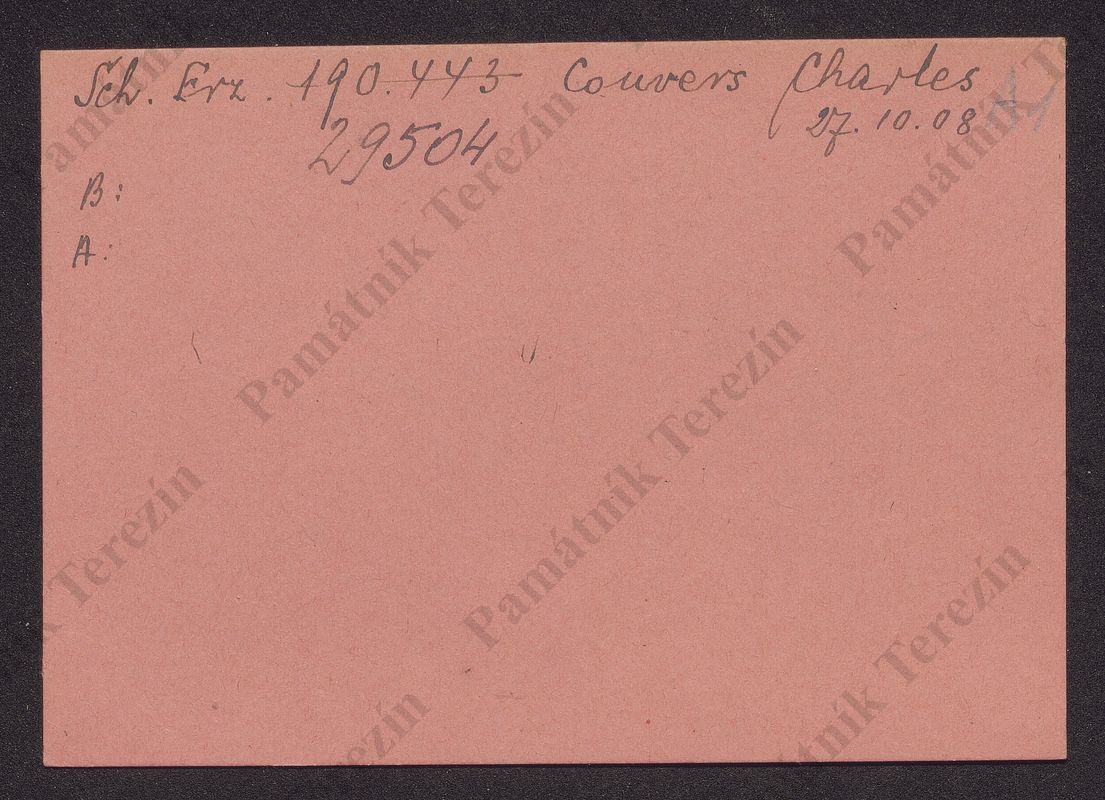 Sch. Erz. 190.443 Couvers Charles
29504 27.10.08
B:
A:
Památník Terezín
Památník Terezín
Památník Terezín
Památník Terezín
Památník Terezín
Terezín